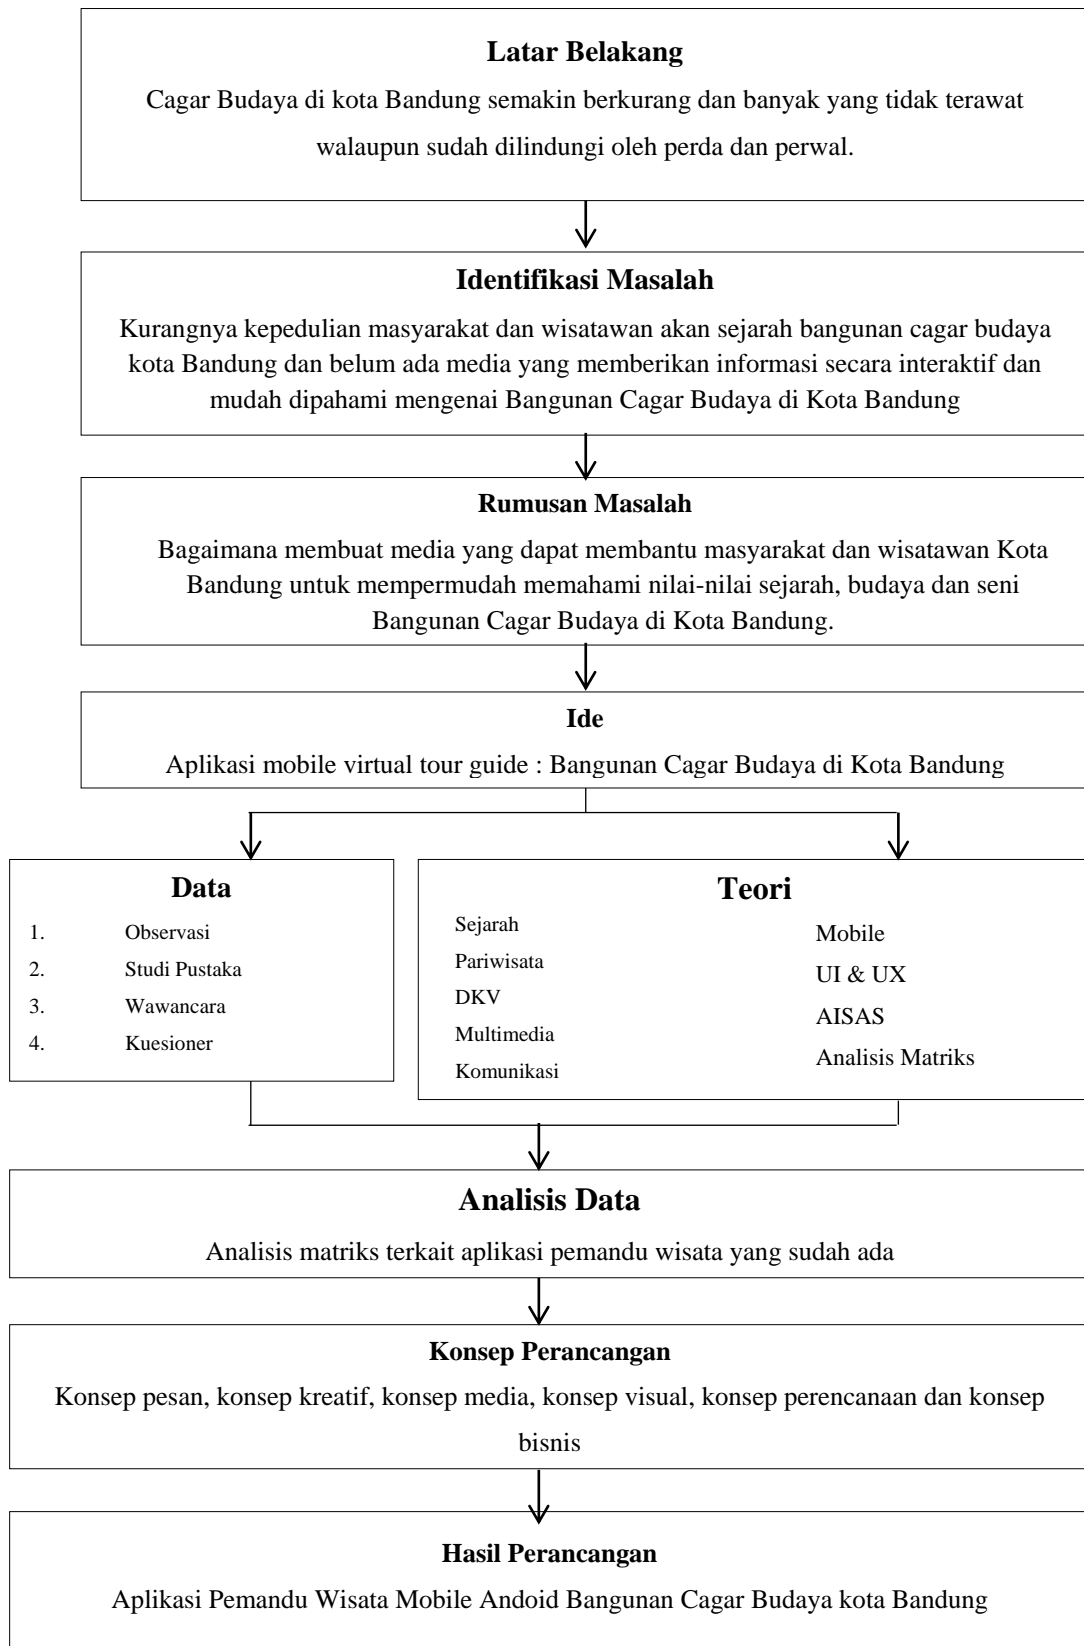 Latar Belakang
Cagar Budaya di kota Bandung semakin berkurang dan banyak yang tidak terawat
walaupun sudah dilindungi oleh perda dan perwal.
Identifikasi Masalah
Kurangnya kepedulian masyarakat dan wisatawan akan sejarah bangunan cagar budaya
kota Bandung dan belum ada media yang memberikan informasi secara interaktif dan
mudah dipahami mengenai Bangunan Cagar Budaya di Kota Bandung
Rumusan Masalah
Bagaimana membuat media yang dapat membantu masyarakat dan wisatawan Kota
Bandung untuk mempermudah memahami nilai-nilai sejarah, budaya dan seni
Bangunan Cagar Budaya di Kota Bandung.
Ide
Aplikasi mobile virtual tour guide : Bangunan Cagar Budaya di Kota Bandung
Data
1. Observasi
2. Studi Pustaka
3. Wawancara
4. Kuesioner
Teori
Sejarah
Pariwisata
DKV
Multimedia
Komunikasi
Mobile
UI & UX
AISAS
Analisis Matriks
Analisis Data
Analisis matriks terkait aplikasi pemandu wisata yang sudah ada
Konsep Perancangan
Konsep pesan, konsep kreatif, konsep media, konsep visual, konsep perencanaan dan konsep
bisnis
Hasil Perancangan
Aplikasi Pemandu Wisata Mobile Andoid Bangunan Cagar Budaya kota Bandung